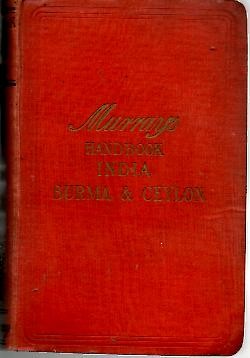 Murray's
HANDBOOK
INDIA
BURMA & CEYLON